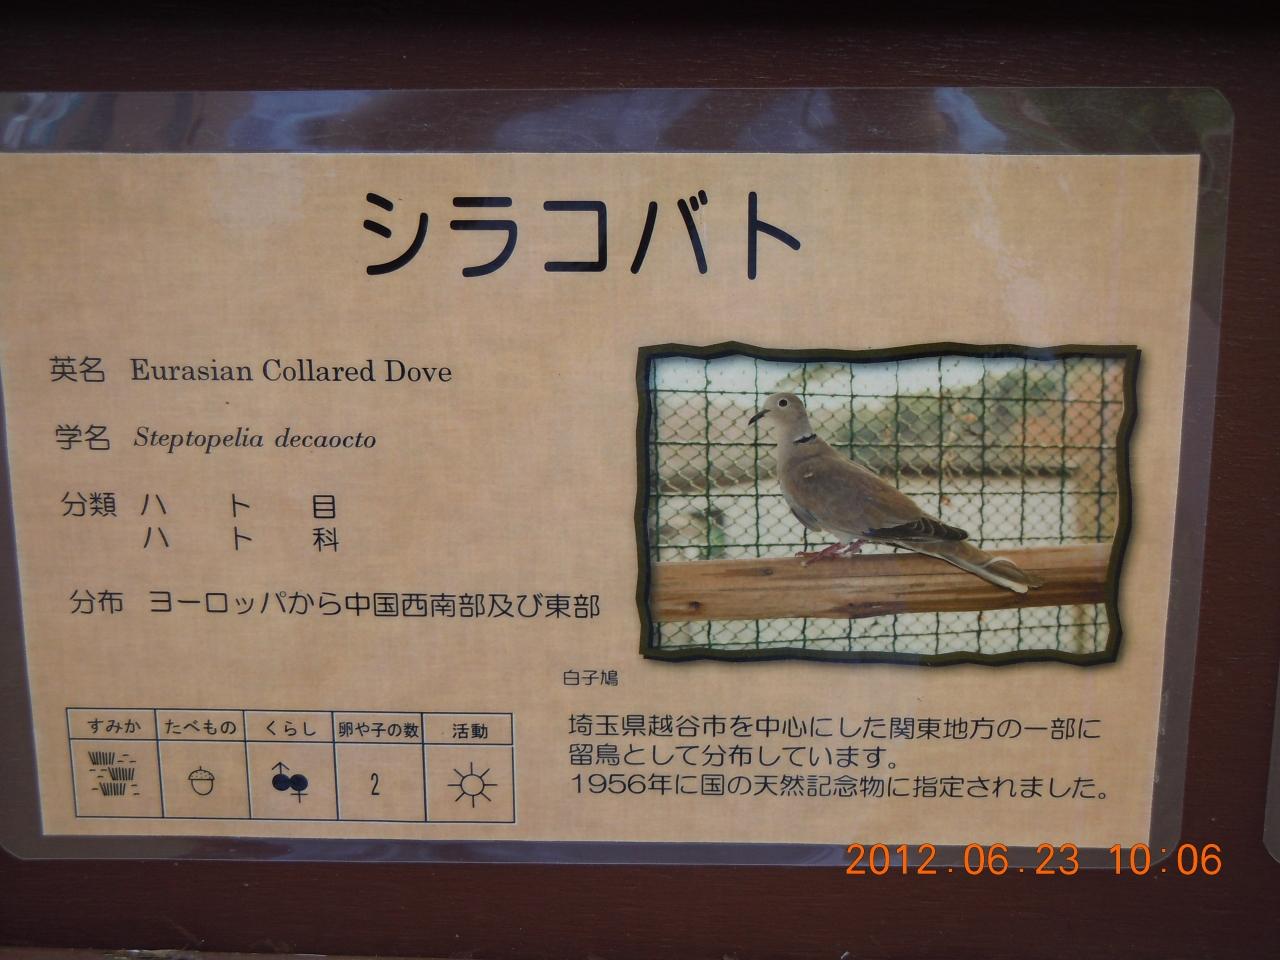 シラコバト
英名 Eurasian Collared Dove
学名 Steptopelia decaocto
分類 ハト目
ハト科
分布 ヨーロッパから中国西南部及び東部
白子鳩
すみか たべもの くらし 卵や子の数 活動
2
埼玉県越谷市を中心にした関東地方の一部に
留鳥として分布しています。
1956年に国の天然記念物に指定されました。
2012.06.23 10:06